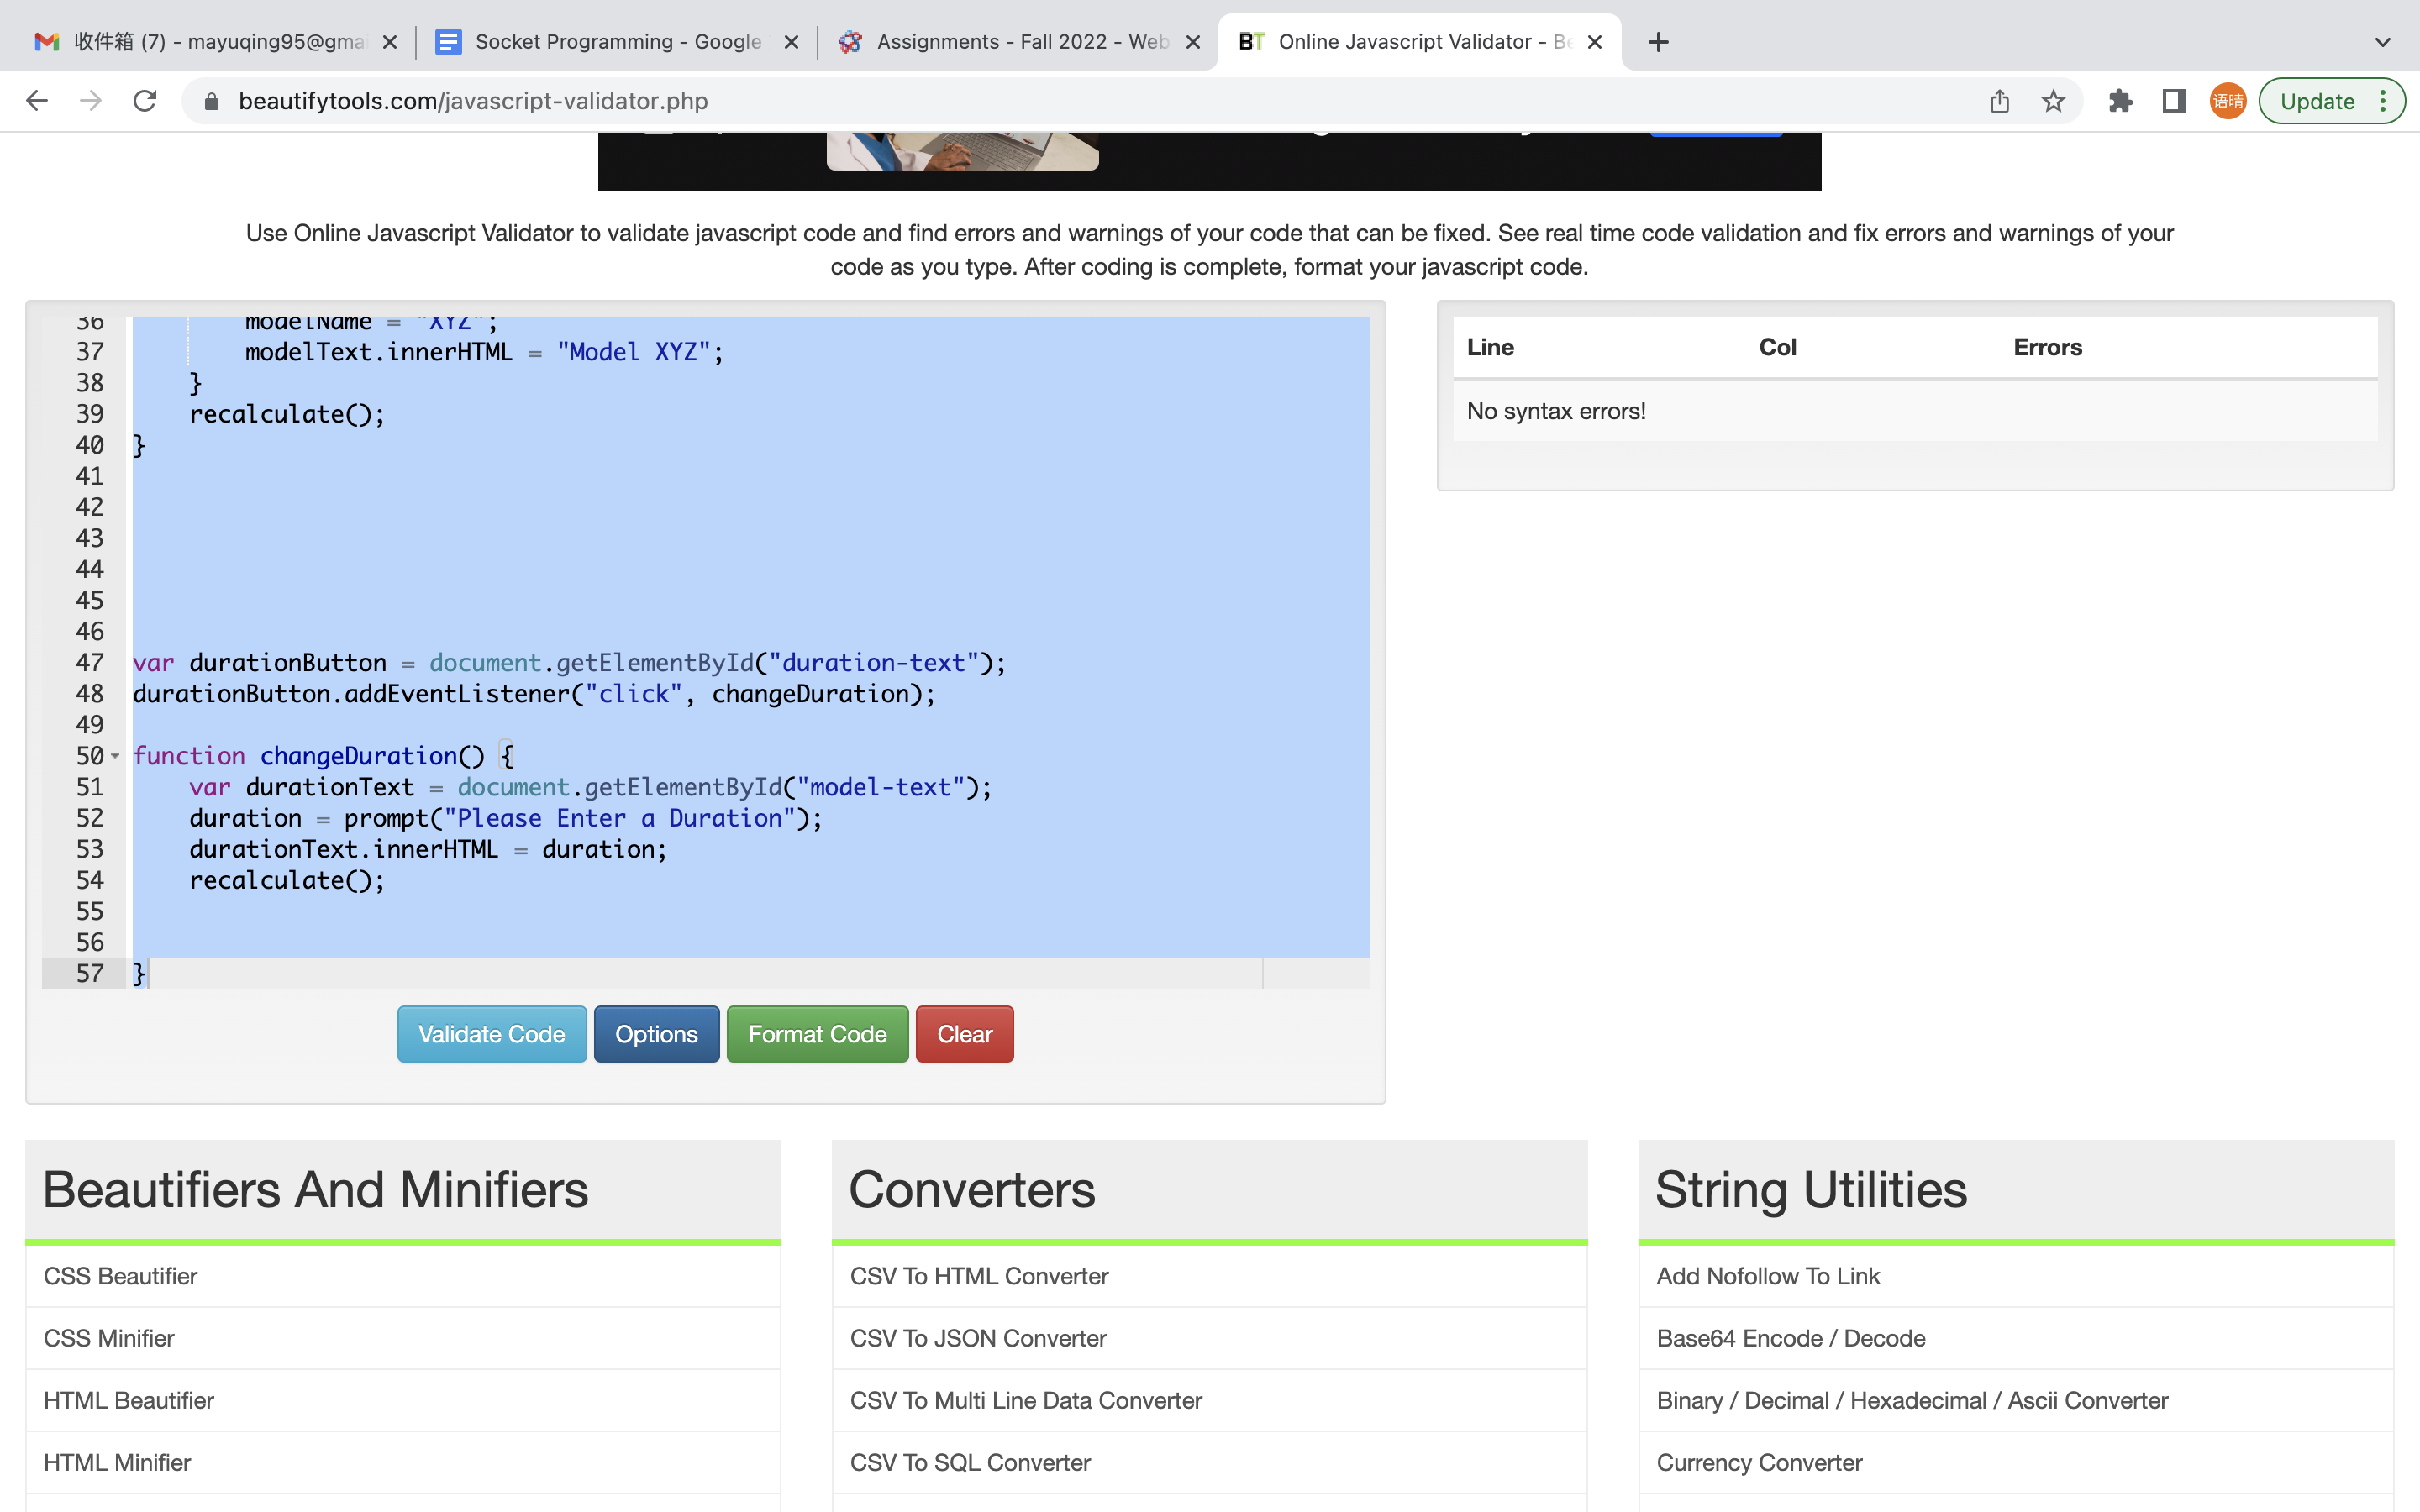 收件箱 (7) - mayuqing95@gmai
Socket Programming - Google
Assignments - Fall 2022 - Web
BT Online Javascript Validator - Be
beautifytools.com/javascript-validator.php
语晴
Update
Use Online Javascript Validator to validate javascript code and find errors and warnings of your code that can be fixed. See real time code validation and fix errors and warnings of your
code as you type. After coding is complete, format your javascript code.
36 modelName = "XYZ";
37 modelText.innerHTML = "Model XYZ";
38 }
39 recalculate();
40 }
41
42
43
44
45
46
47 var durationButton = document.getElementById("duration-text");
48 durationButton.addEventListener("click", changeDuration);
49
50 function changeDuration() {
51 var durationText = document.getElementById("model-text");
52 duration = prompt("Please Enter a Duration");
53 durationText.innerHTML = duration;
54 recalculate();
55
56
57 }
Validate Code Options Format Code Clear
Line Col Errors
No syntax errors!
Beautifiers And Minifiers
CSS Beautifier
CSS Minifier
HTML Beautifier
HTML Minifier
Converters
CSV To HTML Converter
CSV To JSON Converter
CSV To Multi Line Data Converter
CSV To SQL Converter
String Utilities
Add Nofollow To Link
Base64 Encode / Decode
Binary / Decimal / Hexadecimal / Ascii Converter
Currency Converter